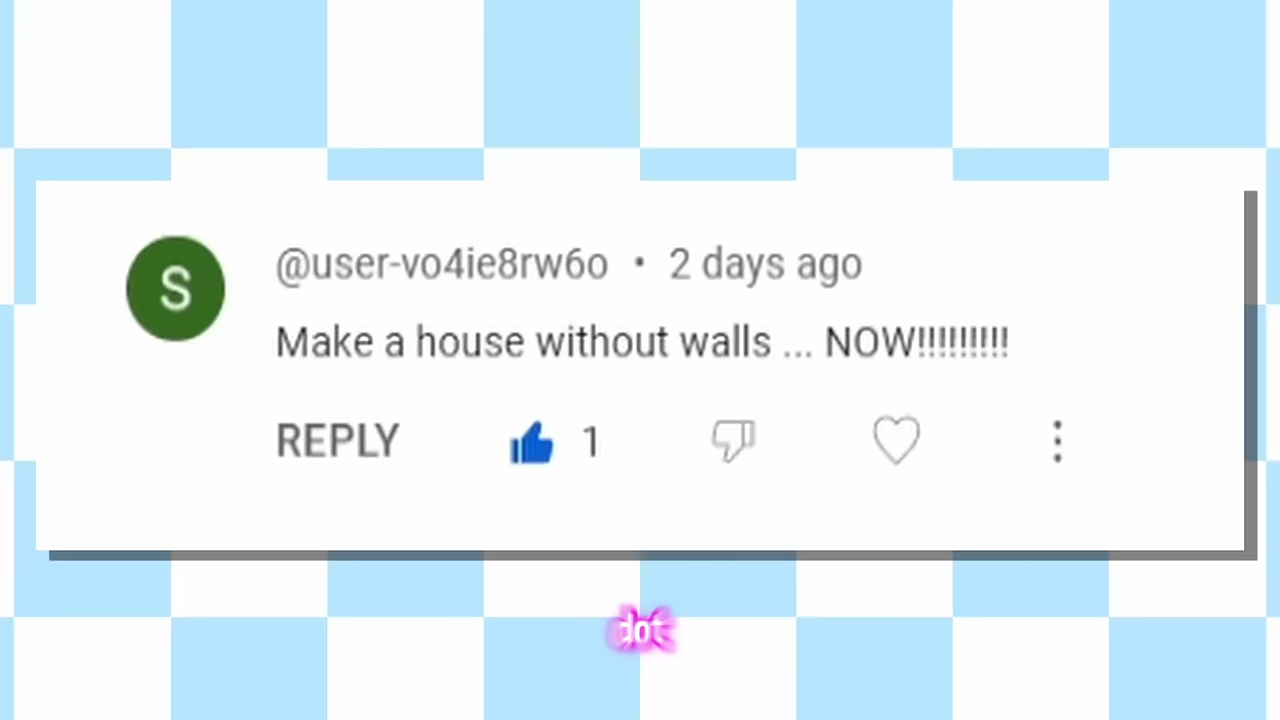 S
@user-vo4ie8rw6o • 2 days ago
Make a house without walls ... NOW!!!!!!!!!
REPLY 1
dot